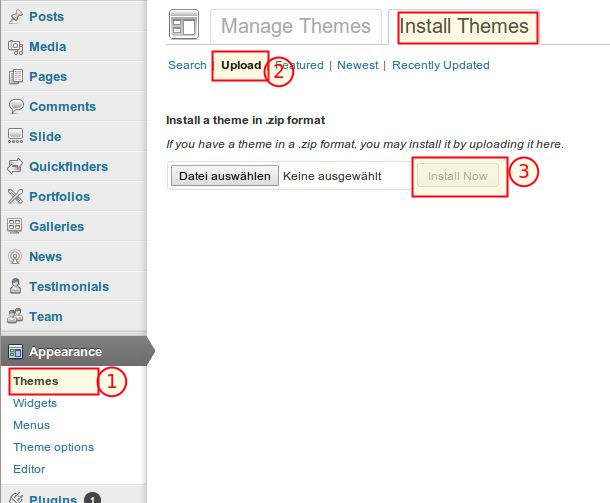 Posts
Media
Pages
Comments
Slide
Quickfinders
Portfolios
Galleries
News
Testimonials
Team
Appearance
Themes 1
Widgets
Menus
Theme options
Editor
Plugins 1
Manage Themes Install Themes
Search | Upload | Featured | Newest | Recently Updated
2
Install a theme in .zip format
If you have a theme in a .zip format, you may install it by uploading it here.
Datei auswählen Keine ausgewählt Install Now 3